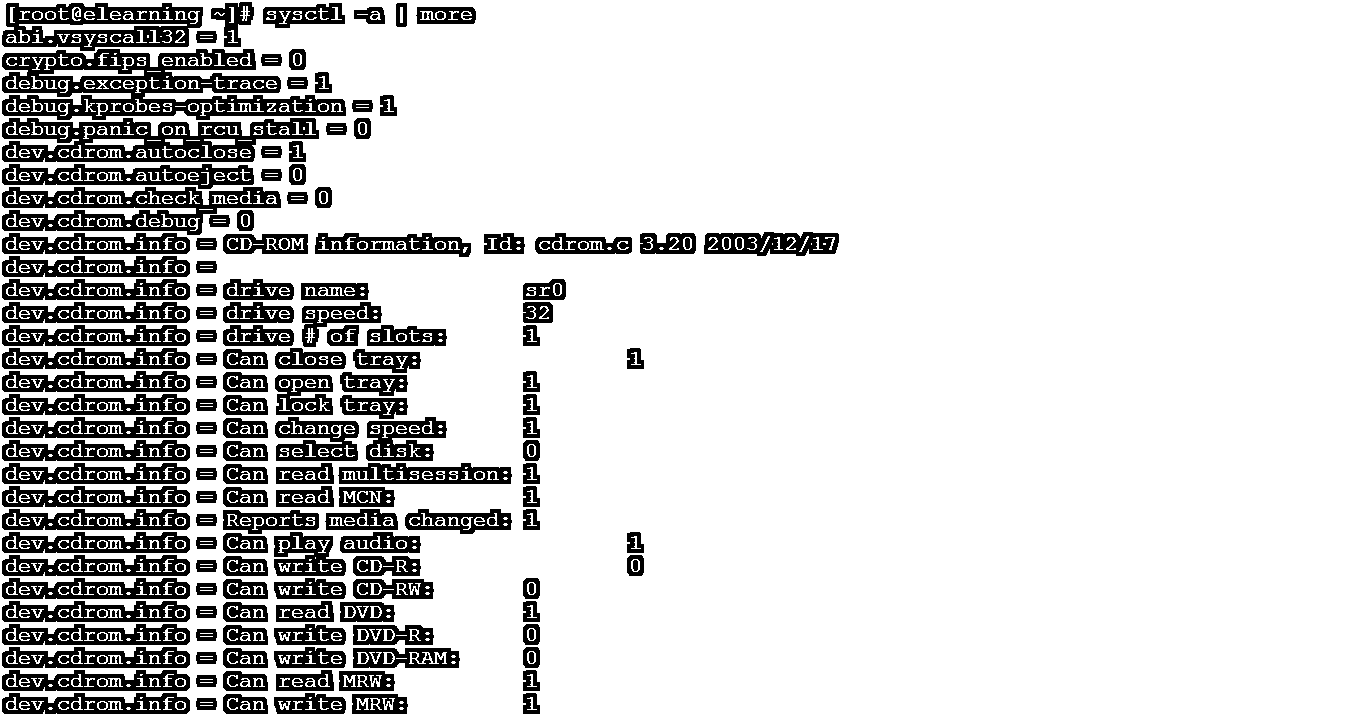 [root@elearning ~]# sysctl -a | more
abi.vsyscall32 = 1
crypto.fips_enabled = 0
debug.exception-trace = 1
debug.kprobes-optimization = 1
debug.panic_on_rcu_stall = 0
dev.cdrom.autoclose = 1
dev.cdrom.autoeject = 0
dev.cdrom.check_media = 0
dev.cdrom.debug = 0
dev.cdrom.info = CD-ROM information, Id: cdrom.c 3.20 2003/12/17
dev.cdrom.info =
dev.cdrom.info = drive name:		sr0
dev.cdrom.info = drive speed:		32
dev.cdrom.info = drive # of slots:	1
dev.cdrom.info = Can close tray:		1
dev.cdrom.info = Can open tray:		1
dev.cdrom.info = Can lock tray:		1
dev.cdrom.info = Can change speed:	1
dev.cdrom.info = Can select disk:	0
dev.cdrom.info = Can read multisession:	1
dev.cdrom.info = Can read MCN:		1
dev.cdrom.info = Reports media changed:	1
dev.cdrom.info = Can play audio:		1
dev.cdrom.info = Can write CD-R:		0
dev.cdrom.info = Can write CD-RW:	0
dev.cdrom.info = Can read DVD:		1
dev.cdrom.info = Can write DVD-R:	0
dev.cdrom.info = Can write DVD-RAM:	0
dev.cdrom.info = Can read MRW:		1
dev.cdrom.info = Can write MRW:		1